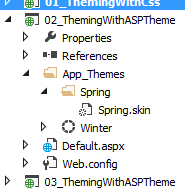 01_ThemingWithCss
02_ThemingWithASPTheme
Properties
References
App_Themes
Spring
Spring.skin
Winter
Default.aspx
Web.config
03_ThemingWithASPTheme